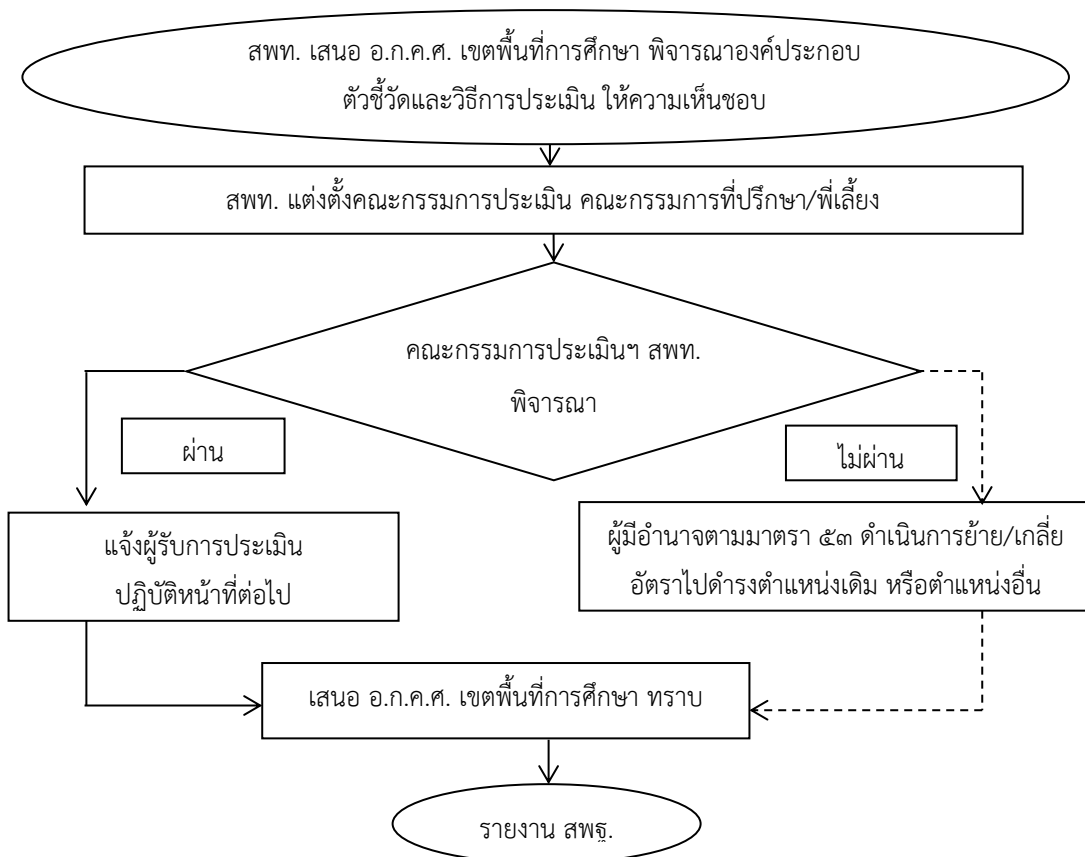 สพท. เสนอ อ.ก.ค.ศ. เขตพื้นที่การศึกษา พิจารณาองค์ประกอบ
ตัวชี้วัดและวิธีการประเมิน ให้ความเห็นชอบ
สพท. แต่งตั้งคณะกรรมการประเมิน คณะกรรมการที่ปรึกษา/พี่เลี้ยง
คณะกรรมการประเมินฯ สพท.
พิจารณา
ผ่าน
ไม่ผ่าน
แจ้งผู้รับการประเมิน
ปฏิบัติหน้าที่ต่อไป
ผู้มีอำนาจตามมาตรา ๕๓ ดำเนินการย้าย/เกลี่ย
อัตราไปดำรงตำแหน่งเดิม หรือตำแหน่งอื่น
เสนอ อ.ก.ค.ศ. เขตพื้นที่การศึกษา ทราบ
รายงาน สพฐ.